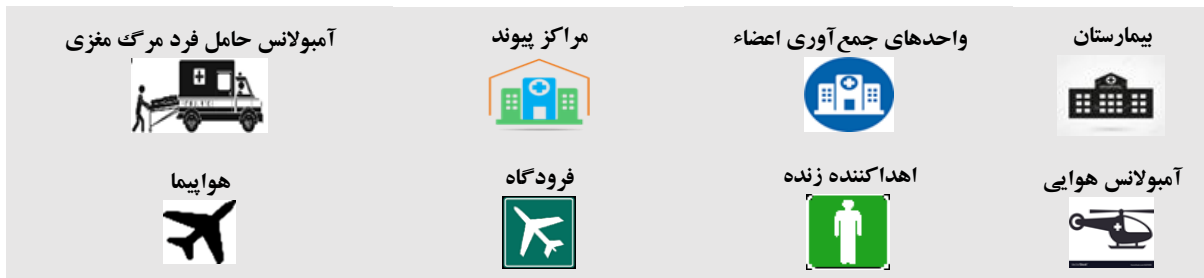 بیمارستان
واحدهای جمع‌آوری اعضاء
مراکز پیوند
آمبولانس حامل فرد مرگ مغزی
آمبولانس هوایی
اهداکننده زنده
فرودگاه
هواپیما